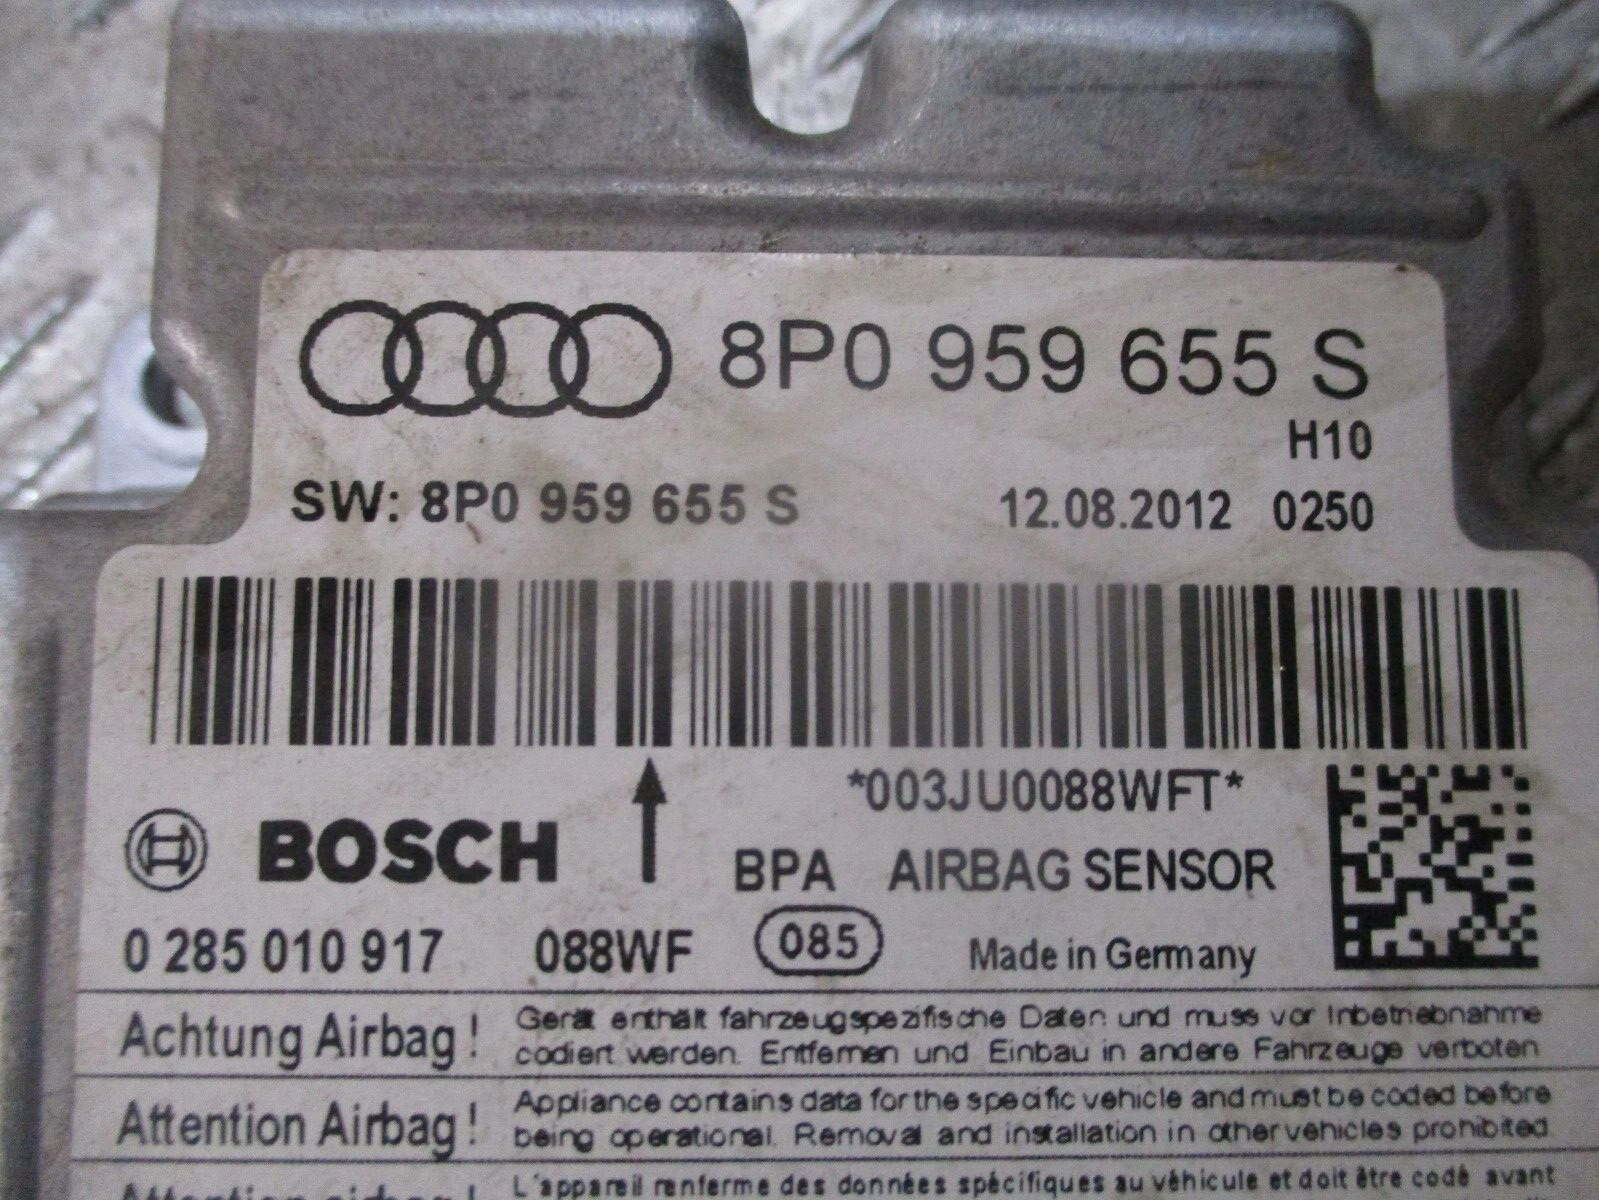 8P0 959 655 S
H10
SW: 8P0 959 655 S 12.08.2012 0250
*003JU0088WFT*
BOSCH BPA AIRBAG SENSOR
0 285 010 917 088WF 085 Made in Germany
Achtung Airbag! Gerät enthält fahrzeugspezifische Daten und muss vor Inbetriebnahme
codiert werden. Entfernen und Einbau in andere Fahrzeuge verboten
Attention Airbag! Appliance contains data for the specific vehicle and must be coded before
being operational. Removal and installation in other vehicles prohibited
Attention airbag! L'appareil renferme des données spécifiques au véhicule et doit être codé avant